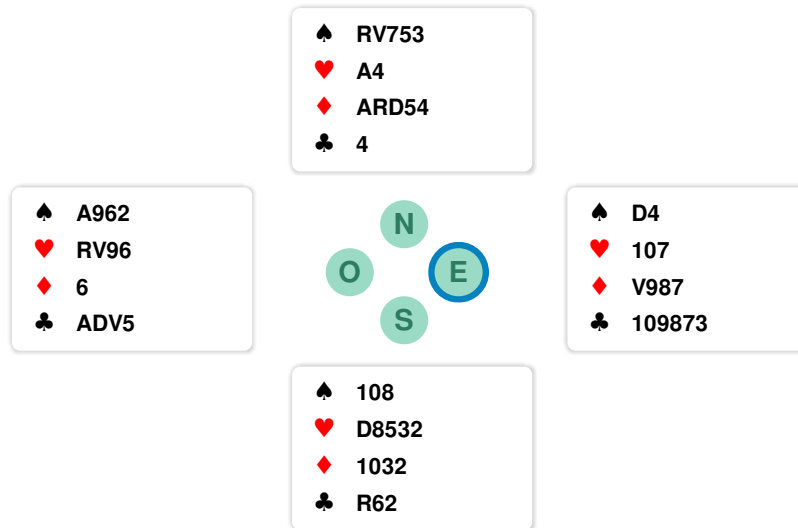 ♠ RV753
♥ A4
♦ ARD54
♣ 4
♠ A962
♥ RV96
♦ 6
♣ ADV5
N
O
E
S
♠ D4
♥ 107
♦ V987
♣ 109873
♠ 108
♥ D8532
♦ 1032
♣ R62